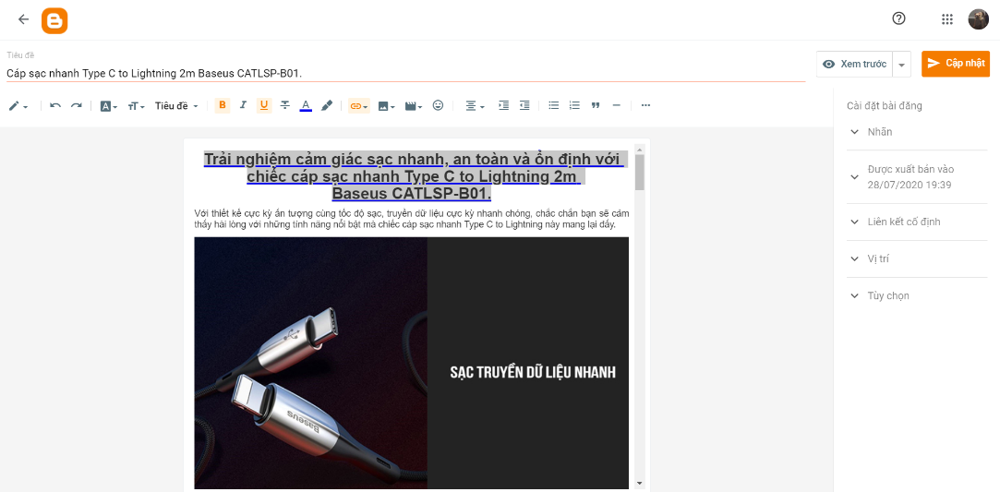 Tiêu đề
Cáp sạc nhanh Type C to Lightning 2m Baseus CATLSP-B01.
Xem trước
Cập nhật
Tiêu đề
B I U T A
Cài đặt bài đăng
Nhãn
Được xuất bản vào
28/07/2020 19:39
Liên kết cố định
Vị trí
Tùy chọn
Trải nghiệm cảm giác sạc nhanh, an toàn và ổn định với
chiếc cáp sạc nhanh Type C to Lightning 2m
Baseus CATLSP-B01.
Với thiết kế cực kỳ ấn tượng cùng tốc độ sạc, truyền dữ liệu cực kỳ nhanh chóng, chắc chắn bạn sẽ cảm
thấy hài lòng với những tính năng nổi bật mà chiếc cáp sạc nhanh Type C to Lightning này mang lại đấy.
SẠC TRUYỀN DỮ LIỆU NHANH
Baseus